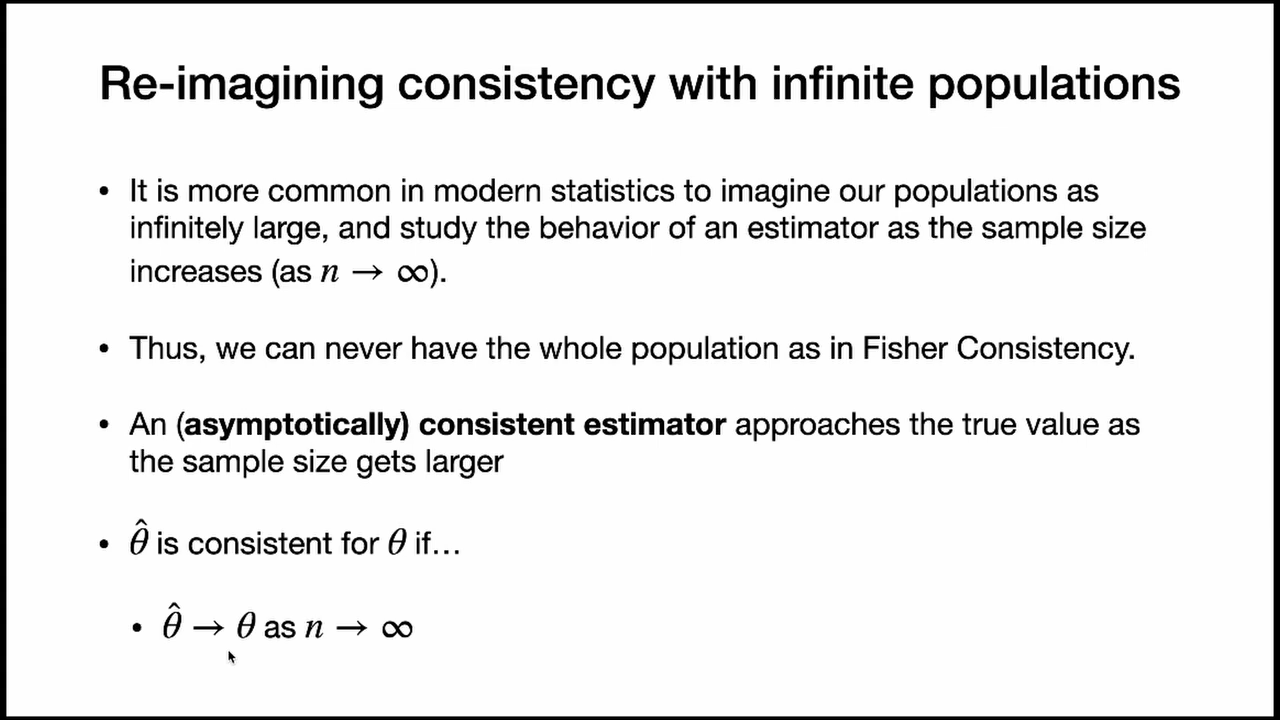 Re-imagining consistency with infinite populations
• It is more common in modern statistics to imagine our populations as
infinitely large, and study the behavior of an estimator as the sample size
increases (as n → ∞).
• Thus, we can never have the whole population as in Fisher Consistency.
• An (asymptotically) consistent estimator approaches the true value as
the sample size gets larger
• θ̂ is consistent for θ if…
• θ̂ → θ as n → ∞